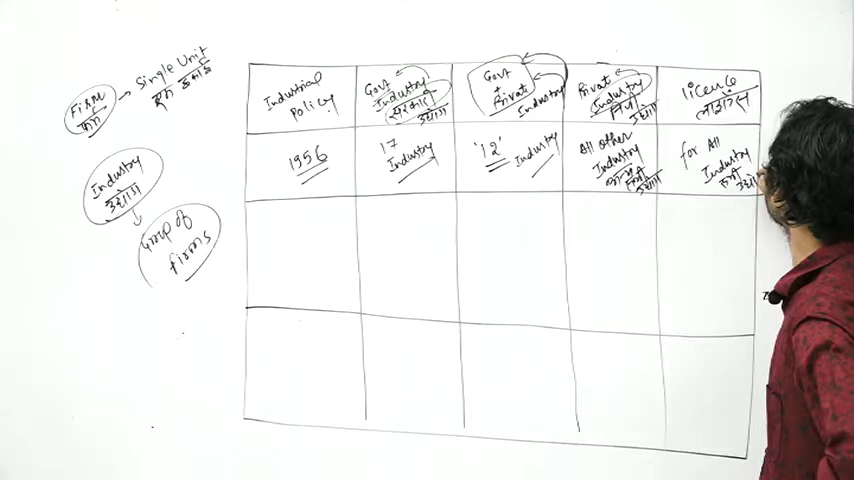 Firm
फर्म
Single Unit
एक इकाई
Industry
उद्योग
Group of
firms
Industrial
Policy
Govt
Industry
सरकारी
उद्योग
Govt
+
Private
Industry
Private
Industry
निजी
उद्योग
licence
लाइसेंस
1956
17
Industry
'12'
Industry
All other
Industry
अन्य
निजी
उद्योग
for All
Industry
सभी